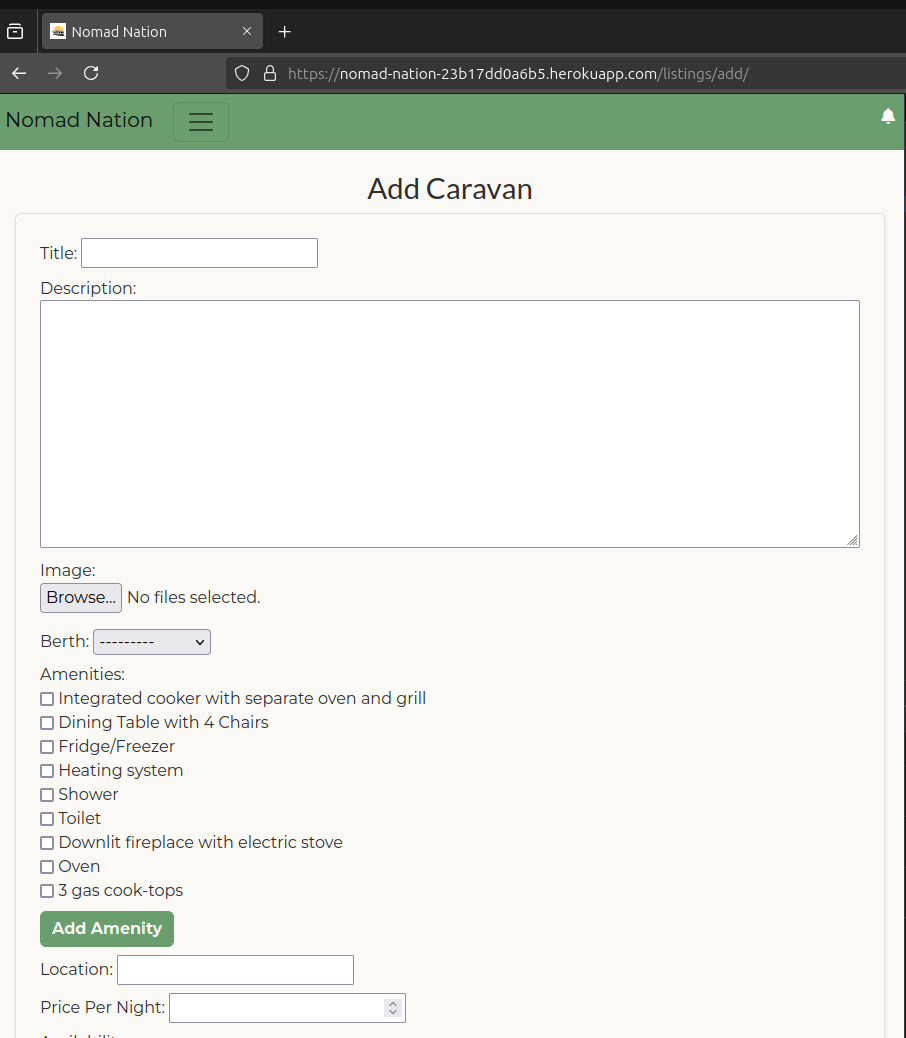 Nomad Nation
https://nomad-nation-23b17dd0a6b5.herokuapp.com/listings/add/
Nomad Nation
Add Caravan
Title:
Description:
Image:
Browse... No files selected.
Berth: ---------
Amenities:
Integrated cooker with separate oven and grill
Dining Table with 4 Chairs
Fridge/Freezer
Heating system
Shower
Toilet
Downlit fireplace with electric stove
Oven
3 gas cook-tops
Add Amenity
Location:
Price Per Night: